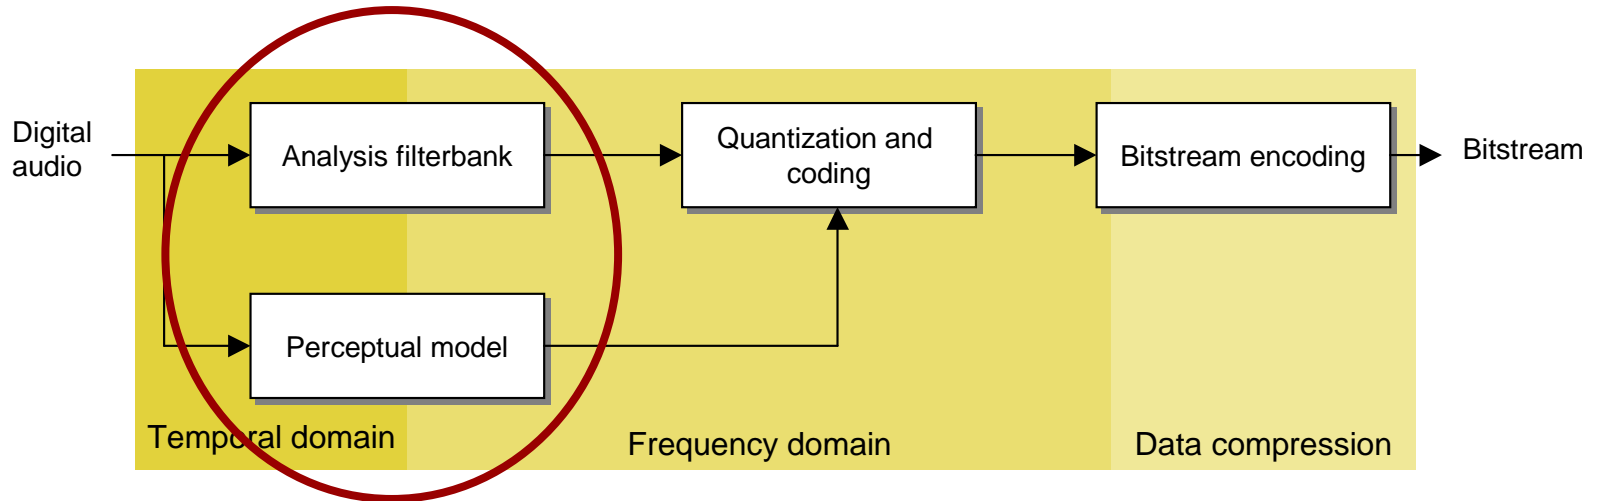 Digital
audio
Analysis filterbank
Quantization and
coding
Bitstream encoding
Bitstream
Perceptual model
Temporal domain
Frequency domain
Data compression